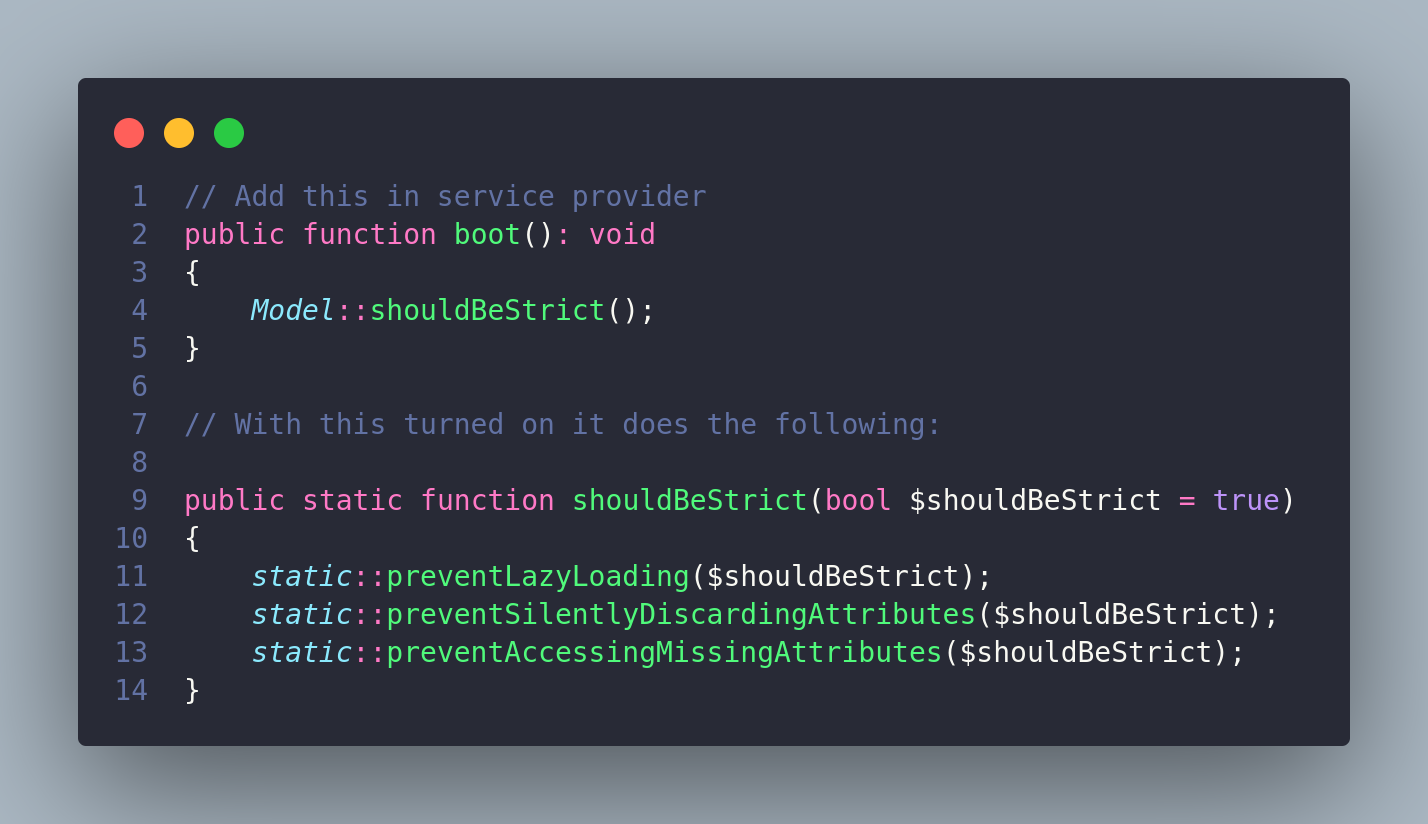 1 // Add this in service provider
2 public function boot(): void
3 {
4     Model::shouldBeStrict();
5 }
6
7 // With this turned on it does the following:
8
9 public static function shouldBeStrict(bool $shouldBeStrict = true)
10 {
11     static::preventLazyLoading($shouldBeStrict);
12     static::preventSilentlyDiscardingAttributes($shouldBeStrict);
13     static::preventAccessingMissingAttributes($shouldBeStrict);
14 }